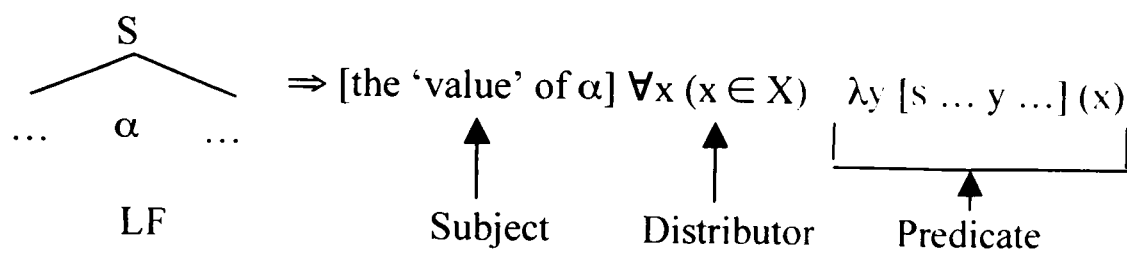 S
⇒ [the ‘value’ of α] ∀x (x ∈ X) λy [s ... y ...] (x)
... α ...
LF Subject Distributor Predicate